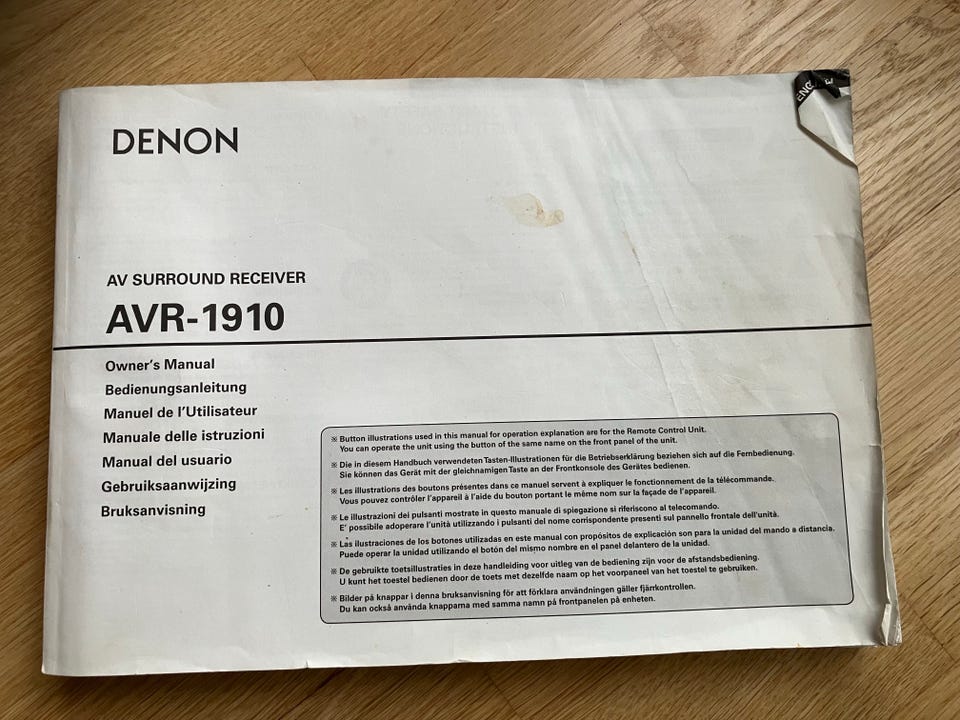 DENON
AV SURROUND RECEIVER
AVR-1910
Owner's Manual
Bedienungsanleitung
Manuel de l'Utilisateur
Manuale delle istruzioni
Manual del usuario
Gebruiksaanwijzing
Bruksanvisning
※ Button illustrations used in this manual for operation explanation are for the Remote Control Unit.
You can operate the unit using the button of the same name on the front panel of the unit.
※ Die in diesem Handbuch verwendeten Tasten-Illustrationen für die Betriebserklärung beziehen sich auf die Fernbedienung.
Sie können das Gerät mit der gleichnamigen Taste an der Frontkonsole des Gerätes bedienen.
※ Les illustrations des boutons présentes dans ce manuel servent à expliquer le fonctionnement de la télécommande.
Vous pouvez contrôler l'appareil à l'aide du bouton portant le même nom sur la façade de l'appareil.
※ Le illustrazioni dei pulsanti mostrate in questo manuale di spiegazione si riferiscono al telecomando.
E' possibile adoperare l'unità utilizzando i pulsanti del nome corrispondente presenti sul pannello frontale dell'unità.
※ Las ilustraciones de los botones utilizadas en este manual con propósitos de explicación son para la unidad del mando a distancia.
Puede operar la unidad utilizando el botón del mismo nombre en el panel delantero de la unidad.
※ De gebruikte toetsillustraties in deze handleiding voor uitleg van de bediening zijn voor de afstandsbediening.
U kunt het toestel bedienen door de toets met dezelfde naam op het voorpaneel van het toestel te gebruiken.
※ Bilder på knappar i denna bruksanvisning för att förklara användningen gäller fjärrkontrollen.
Du kan också använda knapparna med samma namn på frontpanelen på enheten.